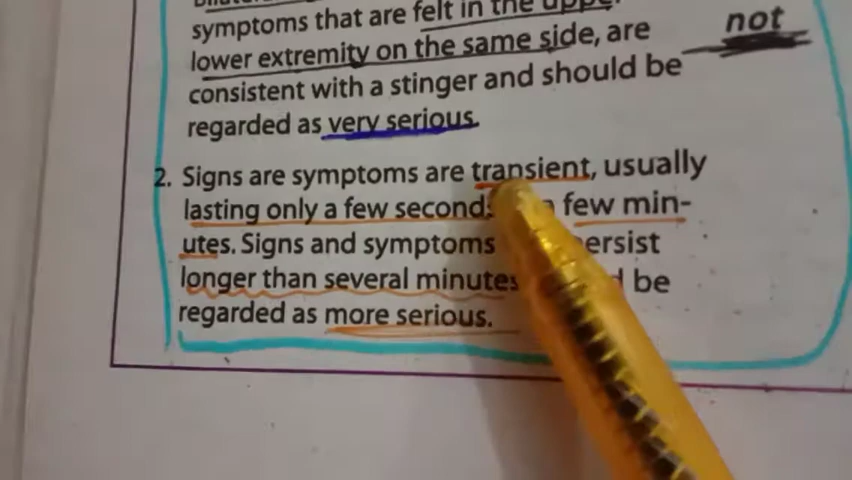 symptoms that are felt in the uppe
lower extremity on the same side, are
not
consistent with a stinger and should be
regarded as very serious.
2. Signs are symptoms are transient, usually
lasting only a few seconds a few min-
utes. Signs and symptoms ersist
longer than several minutes d be
regarded as more serious.